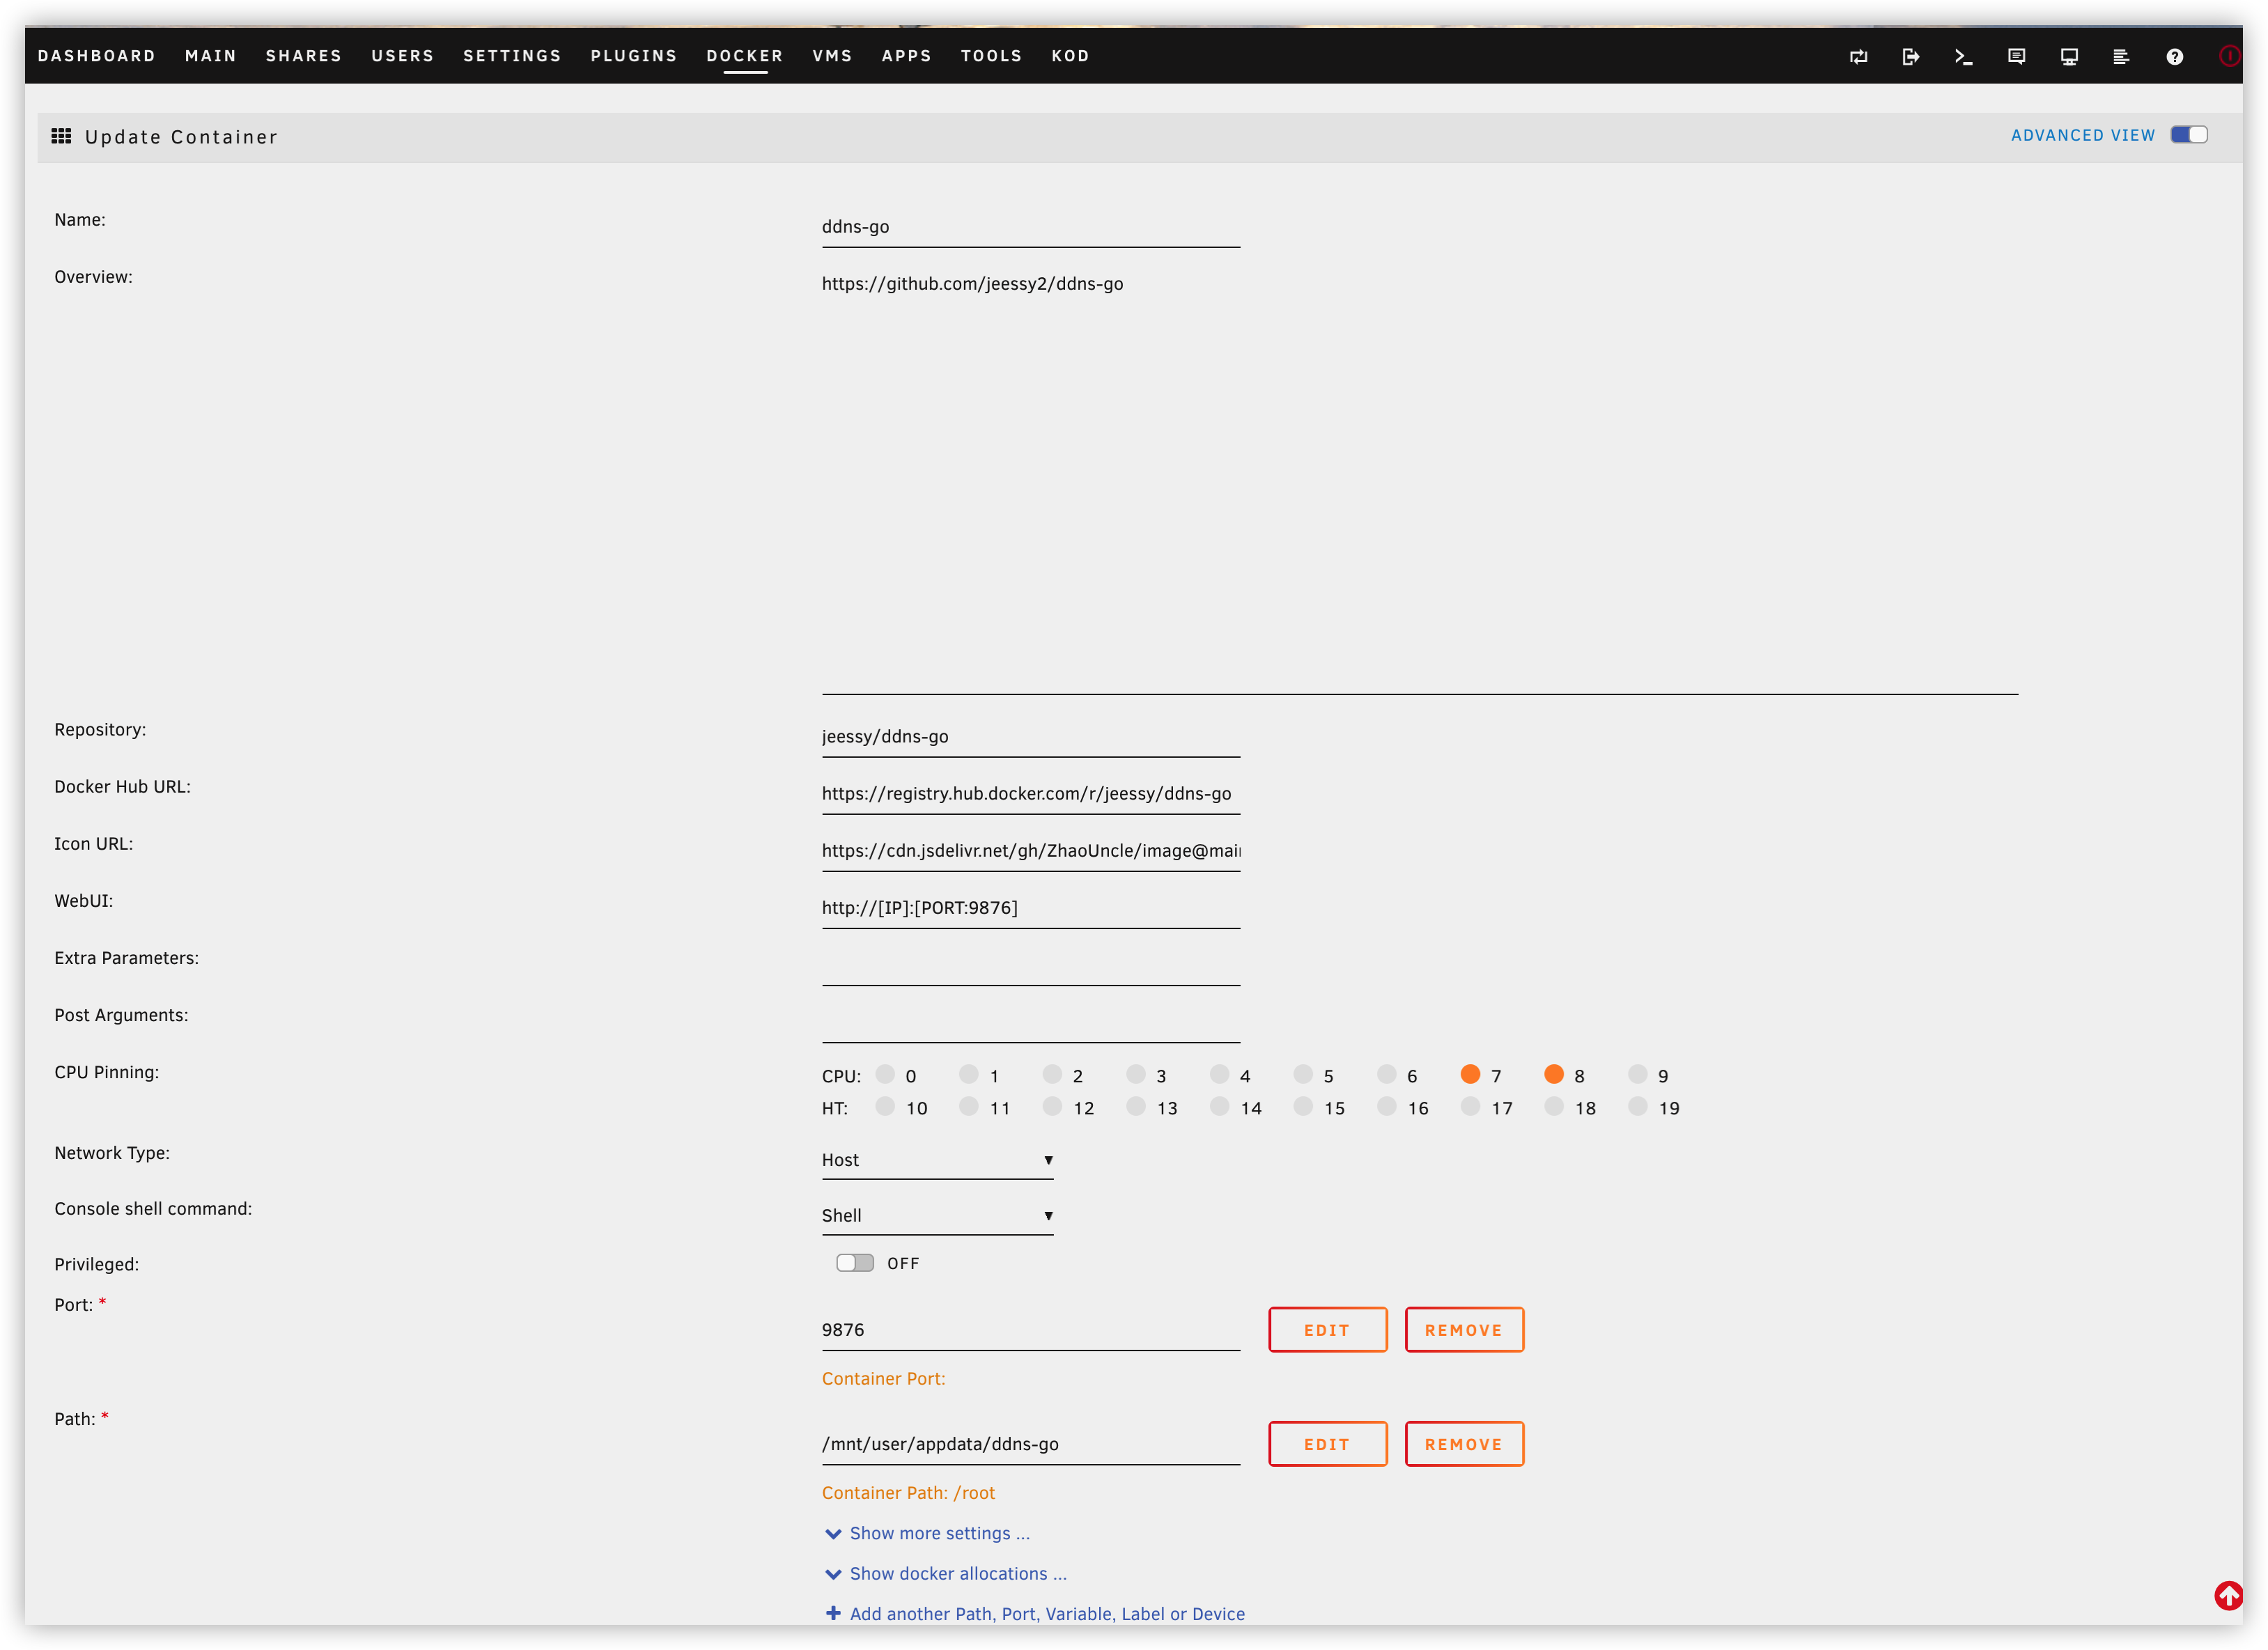 DASHBOARD MAIN SHARES USERS SETTINGS PLUGINS DOCKER VMS APPS TOOLS KOD
Update Container ADVANCED VIEW
Name: ddns-go
Overview: https://github.com/jeessy2/ddns-go
Repository: jeessy/ddns-go
Docker Hub URL: https://registry.hub.docker.com/r/jeessy/ddns-go
Icon URL: https://cdn.jsdelivr.net/gh/ZhaoUncle/image@mai
WebUI: http://[IP]:[PORT:9876]
Extra Parameters:
Post Arguments:
CPU Pinning: CPU: 0 1 2 3 4 5 6 7 8 9
HT: 10 11 12 13 14 15 16 17 18 19
Network Type: Host
Console shell command: Shell
Privileged: OFF
Port: *
9876 EDIT REMOVE
Container Port:
Path: *
/mnt/user/appdata/ddns-go EDIT REMOVE
Container Path: /root
Show more settings ...
Show docker allocations ...
Add another Path, Port, Variable, Label or Device